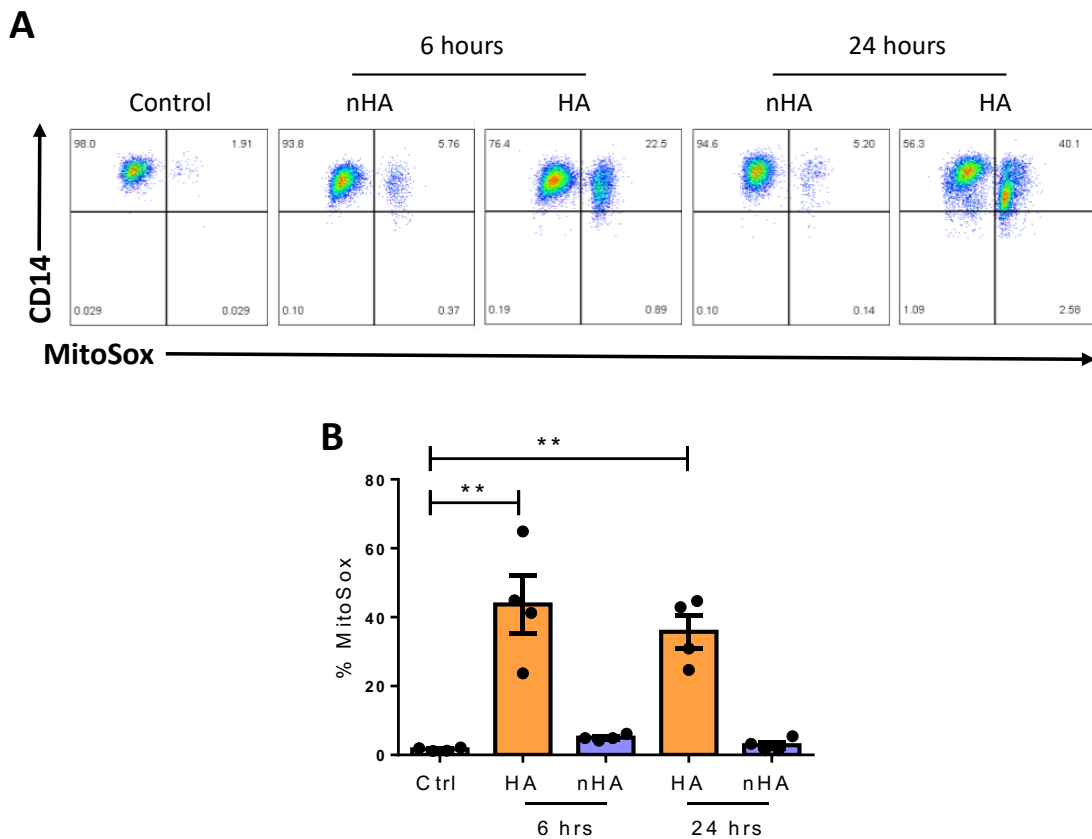 A
6 hours
24 hours
Control
nHA
HA
nHA
HA
98.0
1.91
0.029
0.029
93.8
5.76
0.10
0.37
76.4
22.5
0.19
0.89
94.6
5.20
0.10
0.14
56.3
40.1
1.09
2.58
CD14
MitoSox
B
**
**
% MitoSox
80
60
40
20
0
Ctrl
HA
nHA
HA
nHA
6 hrs
24 hrs